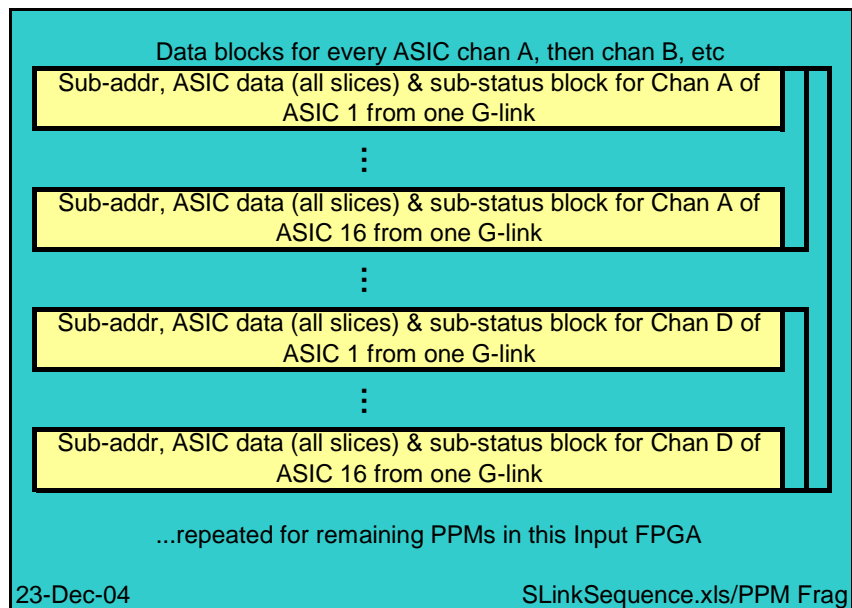 Data blocks for every ASIC chan A, then chan B, etc
Sub-addr, ASIC data (all slices) & sub-status block for Chan A of
ASIC 1 from one G-link
...
Sub-addr, ASIC data (all slices) & sub-status block for Chan A of
ASIC 16 from one G-link
...
Sub-addr, ASIC data (all slices) & sub-status block for Chan D of
ASIC 1 from one G-link
...
Sub-addr, ASIC data (all slices) & sub-status block for Chan D of
ASIC 16 from one G-link
...repeated for remaining PPMs in this Input FPGA
23-Dec-04 SLinkSequence.xls/PPM Frag